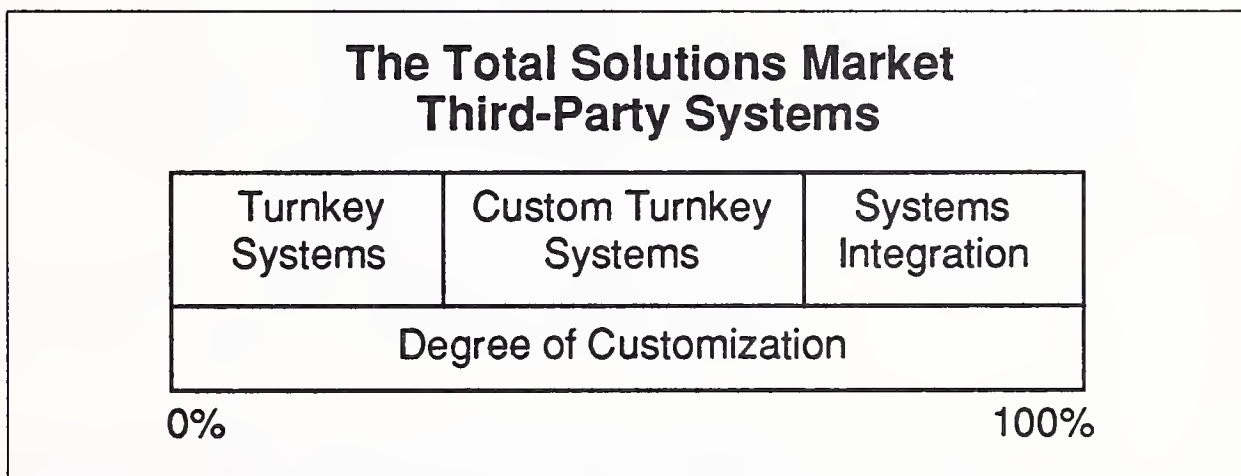 The Total Solutions Market
Third-Party Systems
Turnkey
Systems
Custom Turnkey
Systems
Systems
Integration
Degree of Customization
0%
100%